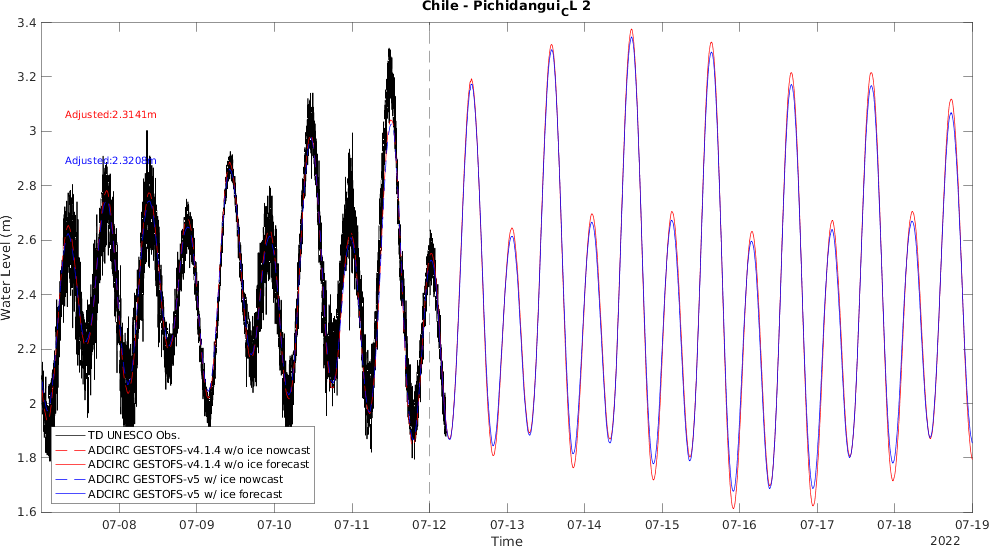 Chile - Pichidangui_CL 2
3.4
3.2
3
2.8
2.6
2.4
2.2
2
1.8
1.6
Water Level (m)
Adjusted:2.3141m
Adjusted:2.3208m
TD UNESCO Obs.
ADCIRC GESTOFS-v4.1.4 w/o ice nowcast
ADCIRC GESTOFS-v4.1.4 w/o ice forecast
ADCIRC GESTOFS-v5 w/ ice nowcast
ADCIRC GESTOFS-v5 w/ ice forecast
07-08 07-09 07-10 07-11 07-12 07-13 07-14 07-15 07-16 07-17 07-18 07-19
Time
2022